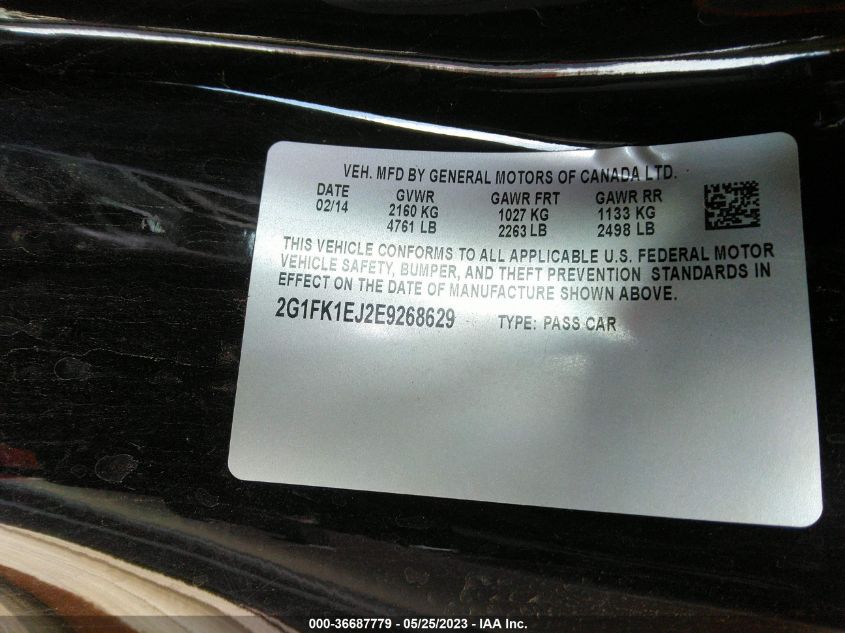 VEH. MFD BY GENERAL MOTORS OF CANADA LTD.
DATE GVWR GAWR FRT GAWR RR
02/14 2160 KG 1027 KG 1133 KG
4761 LB 2263 LB 2498 LB
THIS VEHICLE CONFORMS TO ALL APPLICABLE U.S. FEDERAL MOTOR
VEHICLE SAFETY, BUMPER, AND THEFT PREVENTION STANDARDS IN
EFFECT ON THE DATE OF MANUFACTURE SHOWN ABOVE.
2G1FK1EJ2E9268629 TYPE: PASS CAR
000-36687779 — 05/25/2023 — IAA Inc.